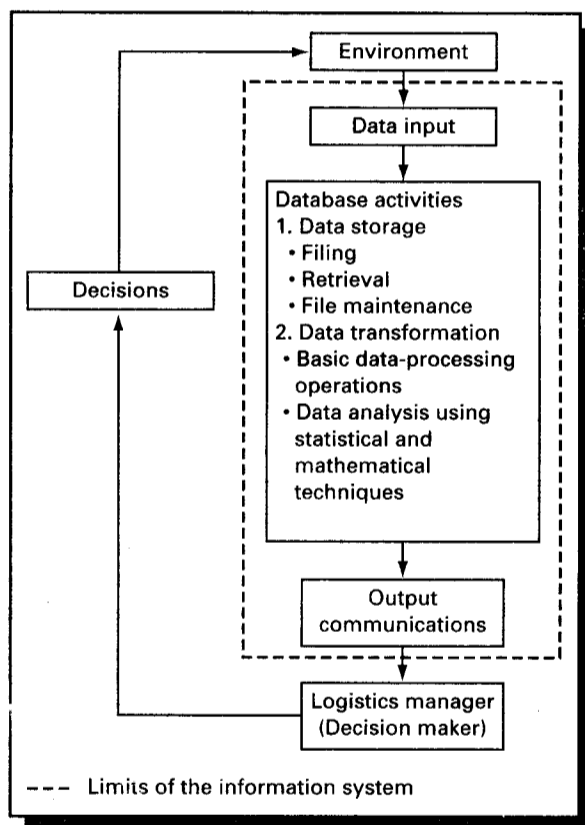 Environment
Data input
Database activities
1. Data storage
• Filing
• Retrieval
• File maintenance
2. Data transformation
• Basic data-processing
operations
• Data analysis using
statistical and
mathematical
techniques
Output
communications
Logistics manager
(Decision maker)
Decisions
Limits of the information system